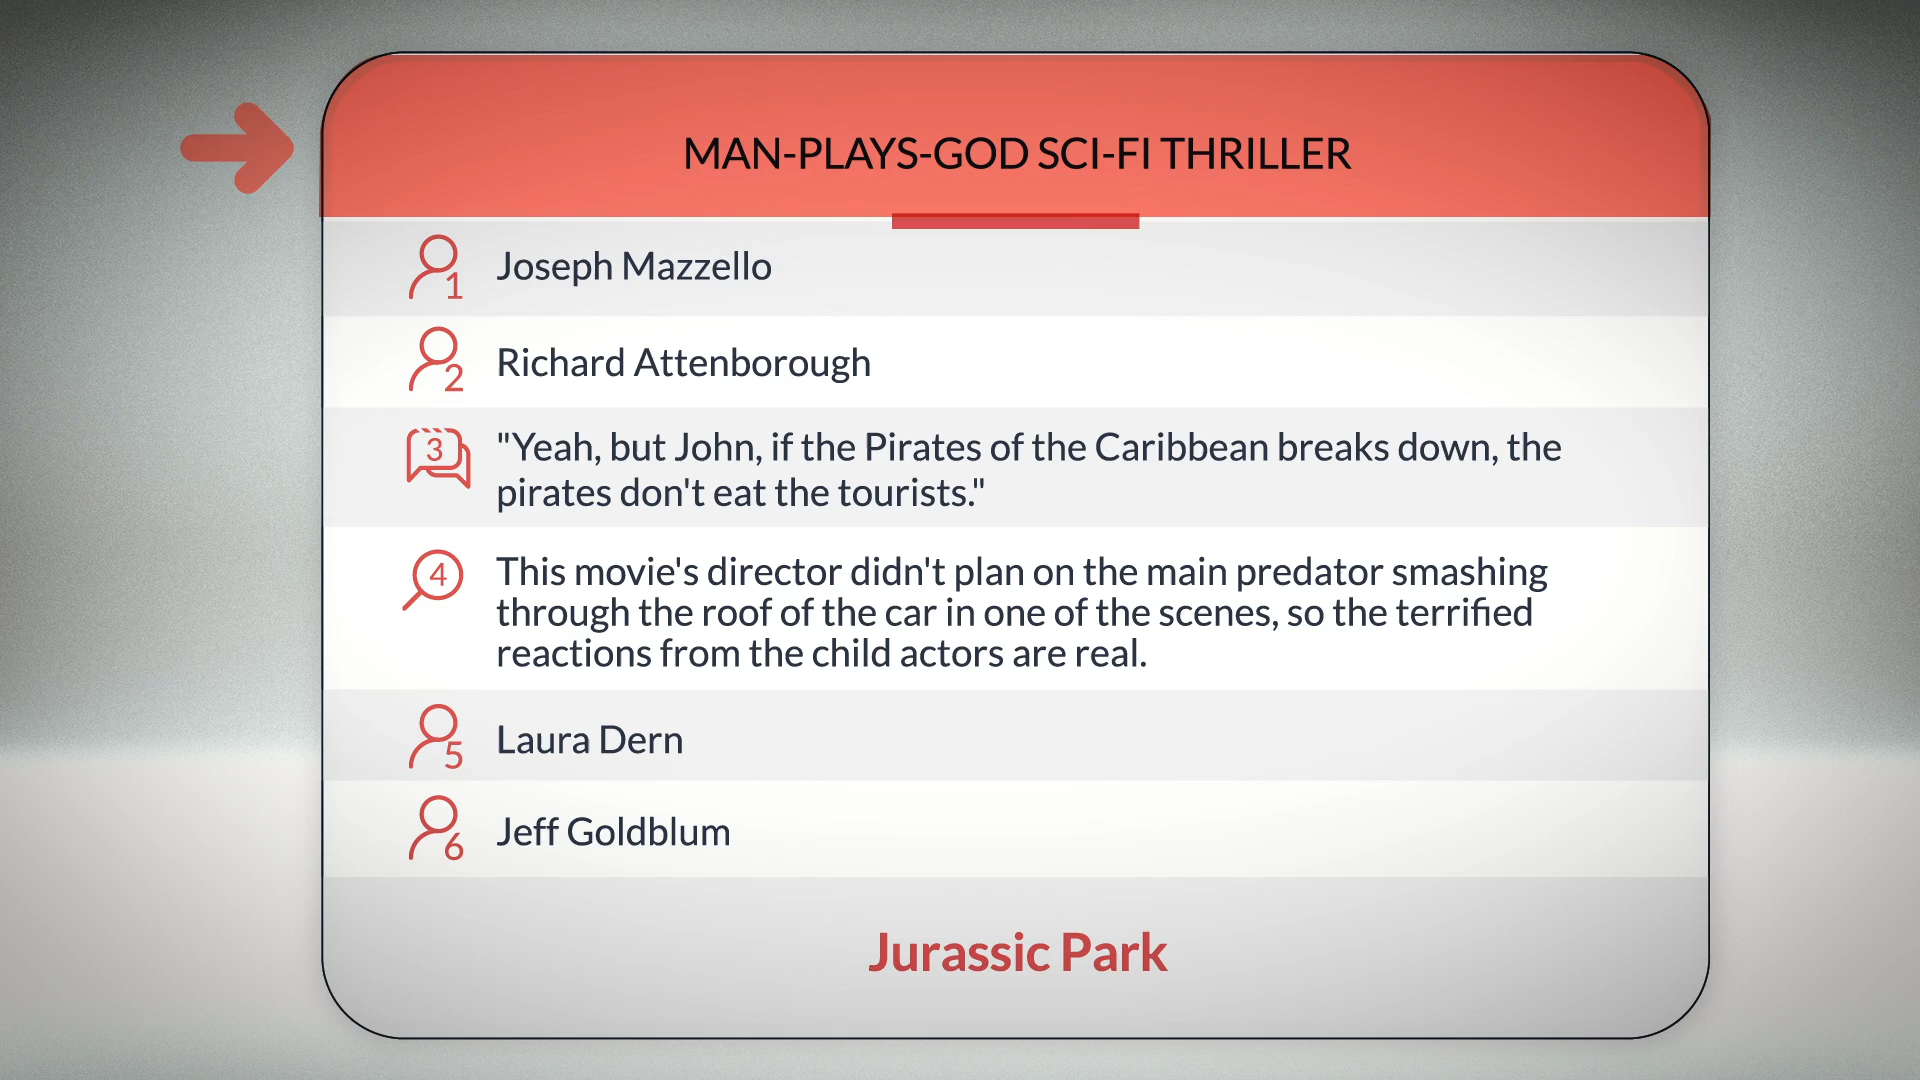 MAN-PLAYS-GOD SCI-FI THRILLER
1 Joseph Mazzello
2 Richard Attenborough
3 "Yeah, but John, if the Pirates of the Caribbean breaks down, the
pirates don't eat the tourists."
4 This movie's director didn't plan on the main predator smashing
through the roof of the car in one of the scenes, so the terrified
reactions from the child actors are real.
5 Laura Dern
6 Jeff Goldblum
Jurassic Park